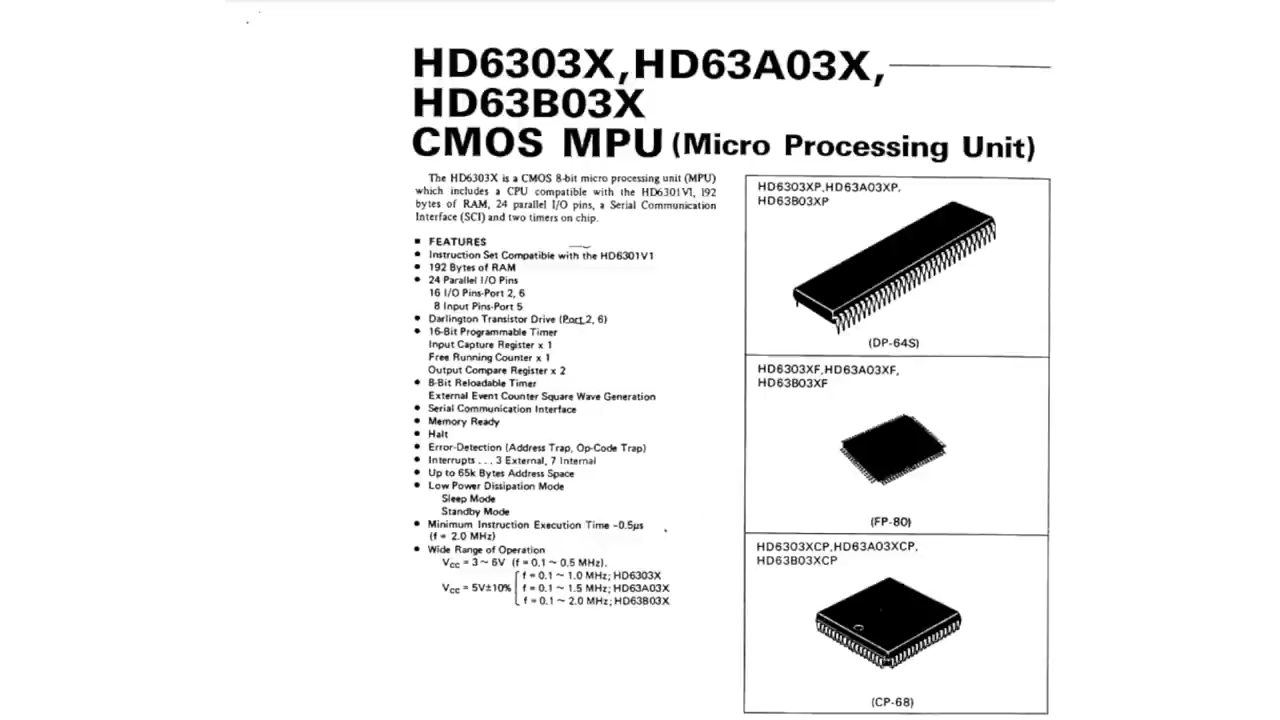 HD6303X, HD63A03X,
HD63B03X
CMOS MPU (Micro Processing Unit)
The HD6303X is a CMOS 8-bit micro processing unit (MPU)
which includes a CPU compatible with the HD6301V1, 192
bytes of RAM, 24 parallel I/O pins, a Serial Communication
Interface (SCI) and two timers on chip.
■ FEATURES
● Instruction Set Compatible with the HD6301V1
● 192 Bytes of RAM
● 24 Parallel I/O Pins
16 I/O Pins-Port 2, 6
8 Input Pins-Port 5
● Darlington Transistor Drive (Port 2, 6)
● 16-Bit Programmable Timer
Input Capture Register x 1
Free Running Counter x 1
Output Compare Register x 2
● 8-Bit Reloadable Timer
External Event Counter Square Wave Generation
● Serial Communication Interface
● Memory Ready
● Halt
● Error-Detection (Address Trap, Op-Code Trap)
● Interrupts . . . 3 External, 7 Internal
● Up to 65k Bytes Address Space
● Low Power Dissipation Mode
Sleep Mode
Standby Mode
● Minimum Instruction Execution Time -0.5μs
(f = 2.0 MHz)
● Wide Range of Operation
Vcc = 3 ~ 6V (f = 0.1 ~ 0.5 MHz).
f = 0.1 ~ 1.0 MHz; HD6303X
Vcc = 5V±10% f = 0.1 ~ 1.5 MHz; HD63A03X
f = 0.1 ~ 2.0 MHz; HD63B03X
HD6303XP, HD63A03XP,
HD63B03XP
(DP-64S)
HD6303XF, HD63A03XF,
HD63B03XF
(FP-80)
HD6303XCP, HD63A03XCP,
HD63B03XCP
(CP-68)